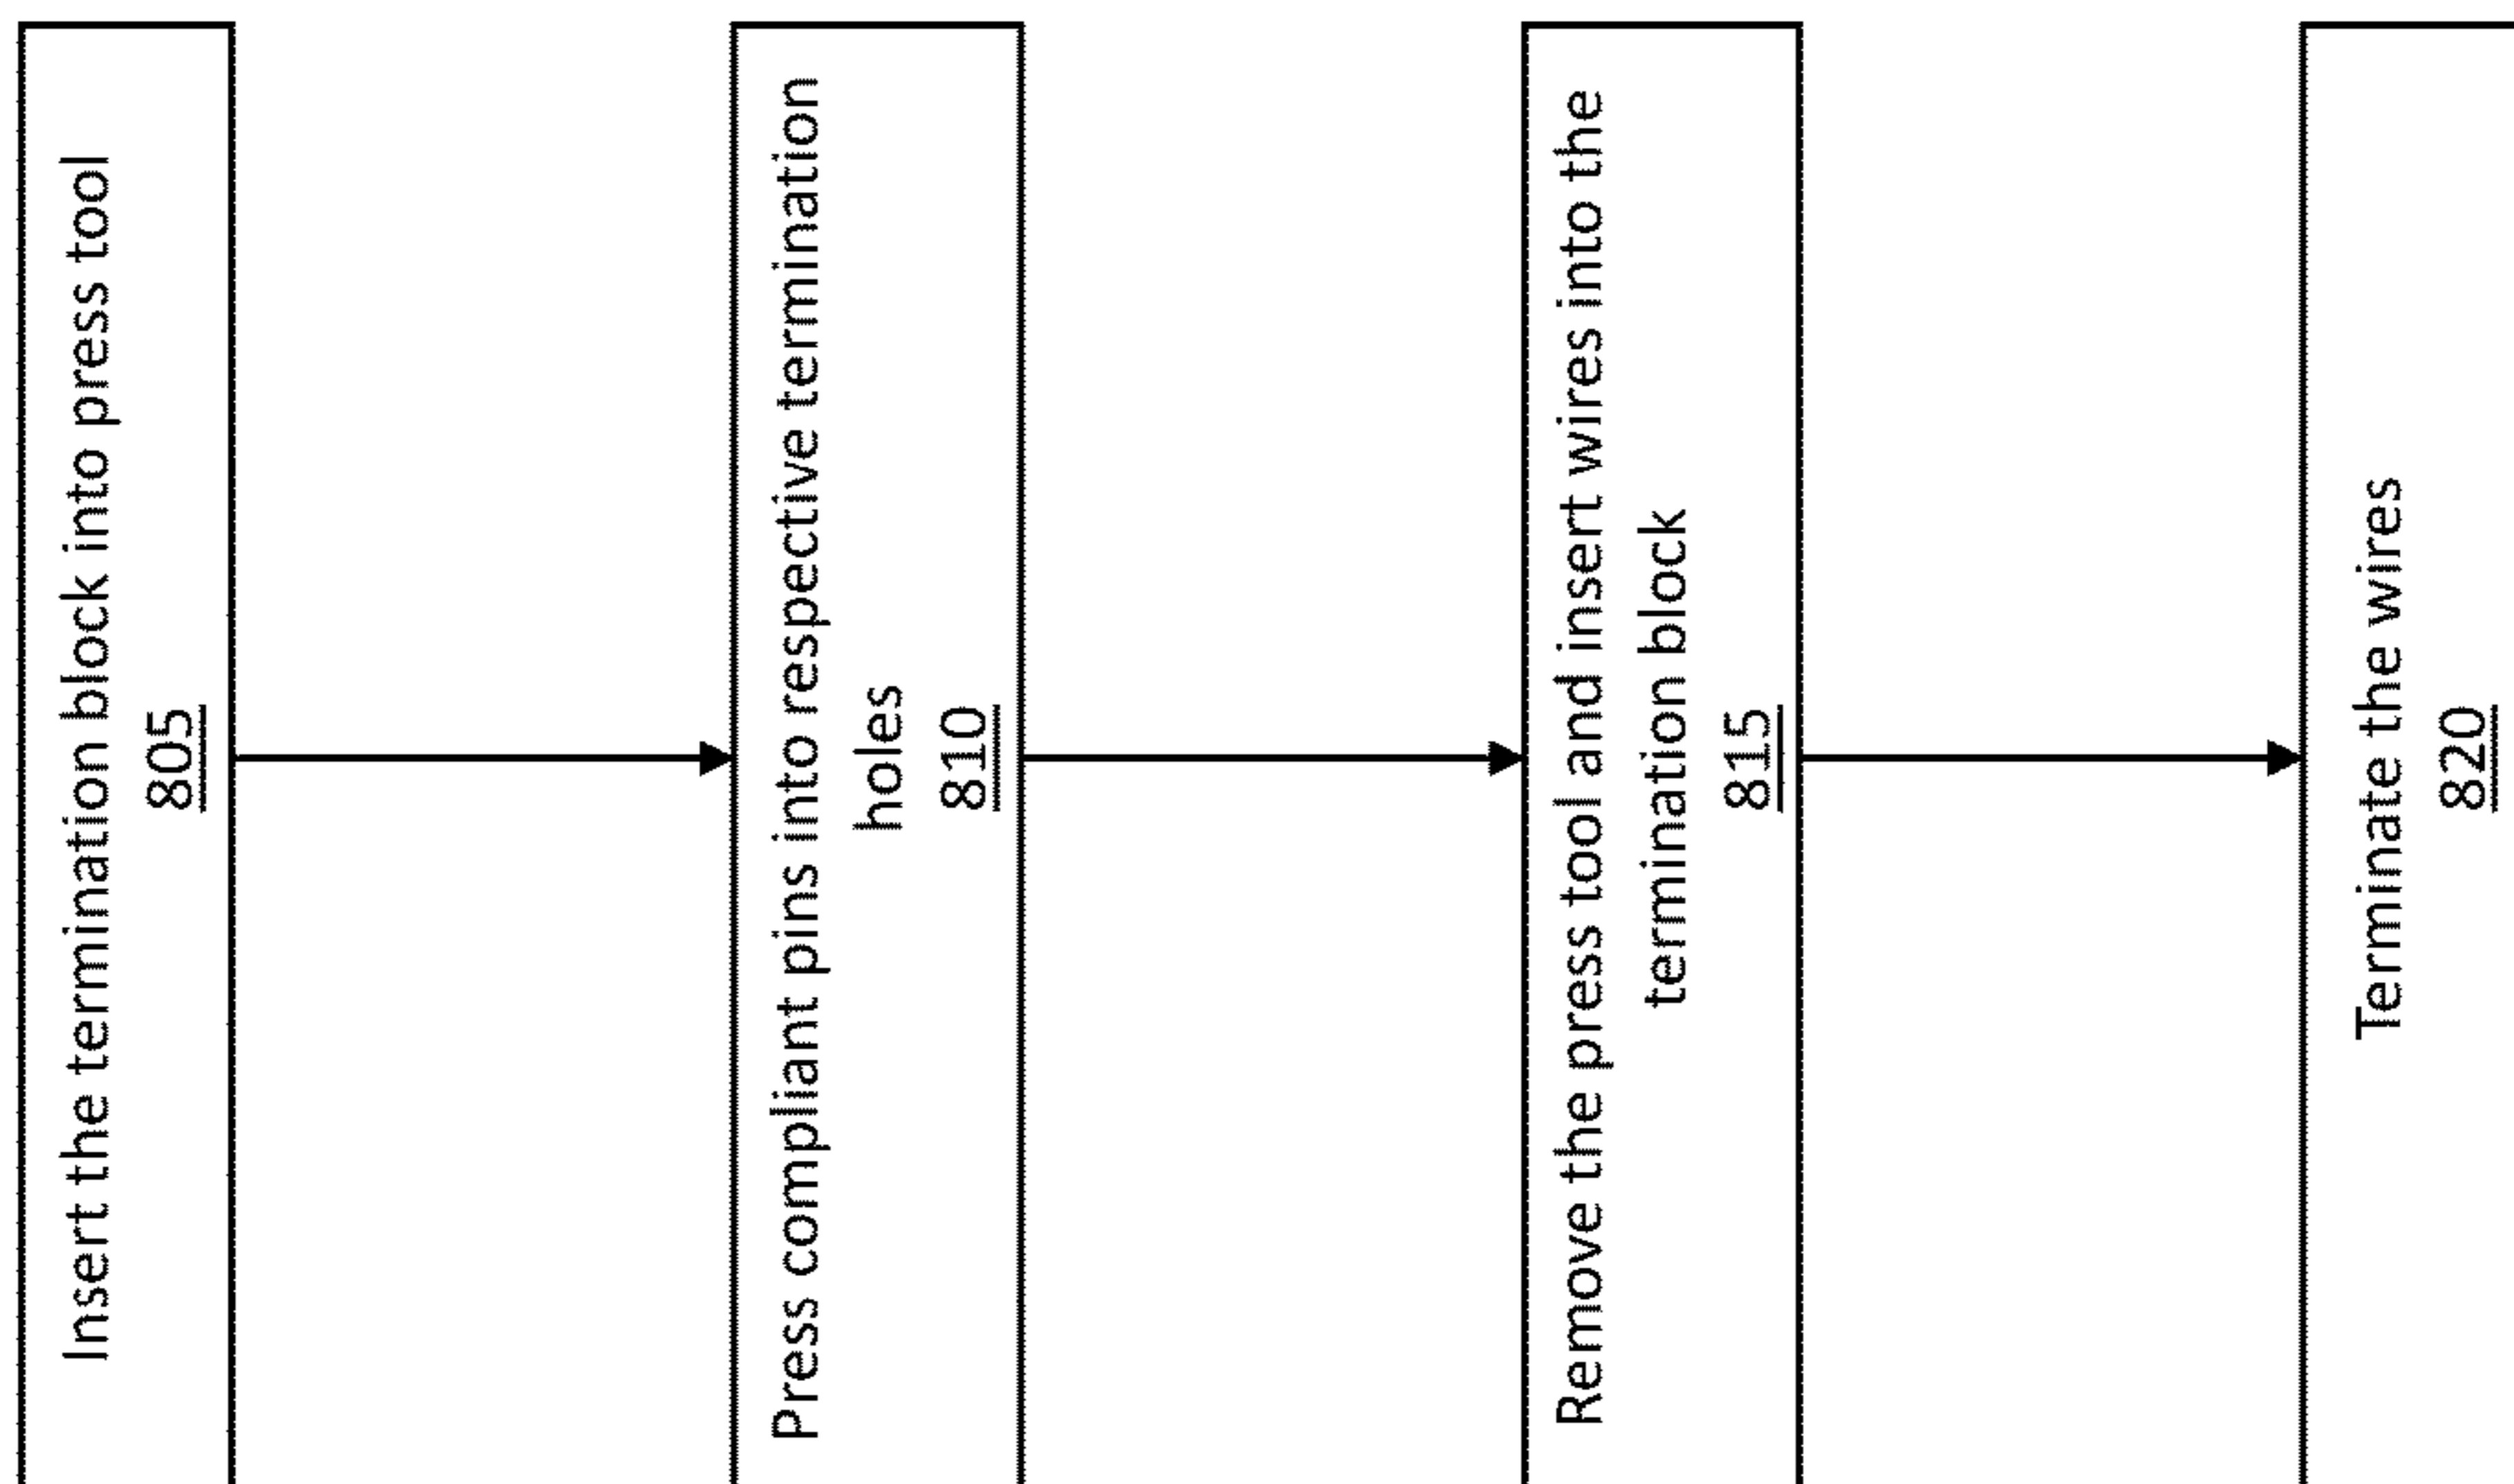 Insert the termination block into press tool
805
Press compliant pins into respective termination
holes
810
Remove the press tool and insert wires into the
termination block
815
Terminate the wires
820